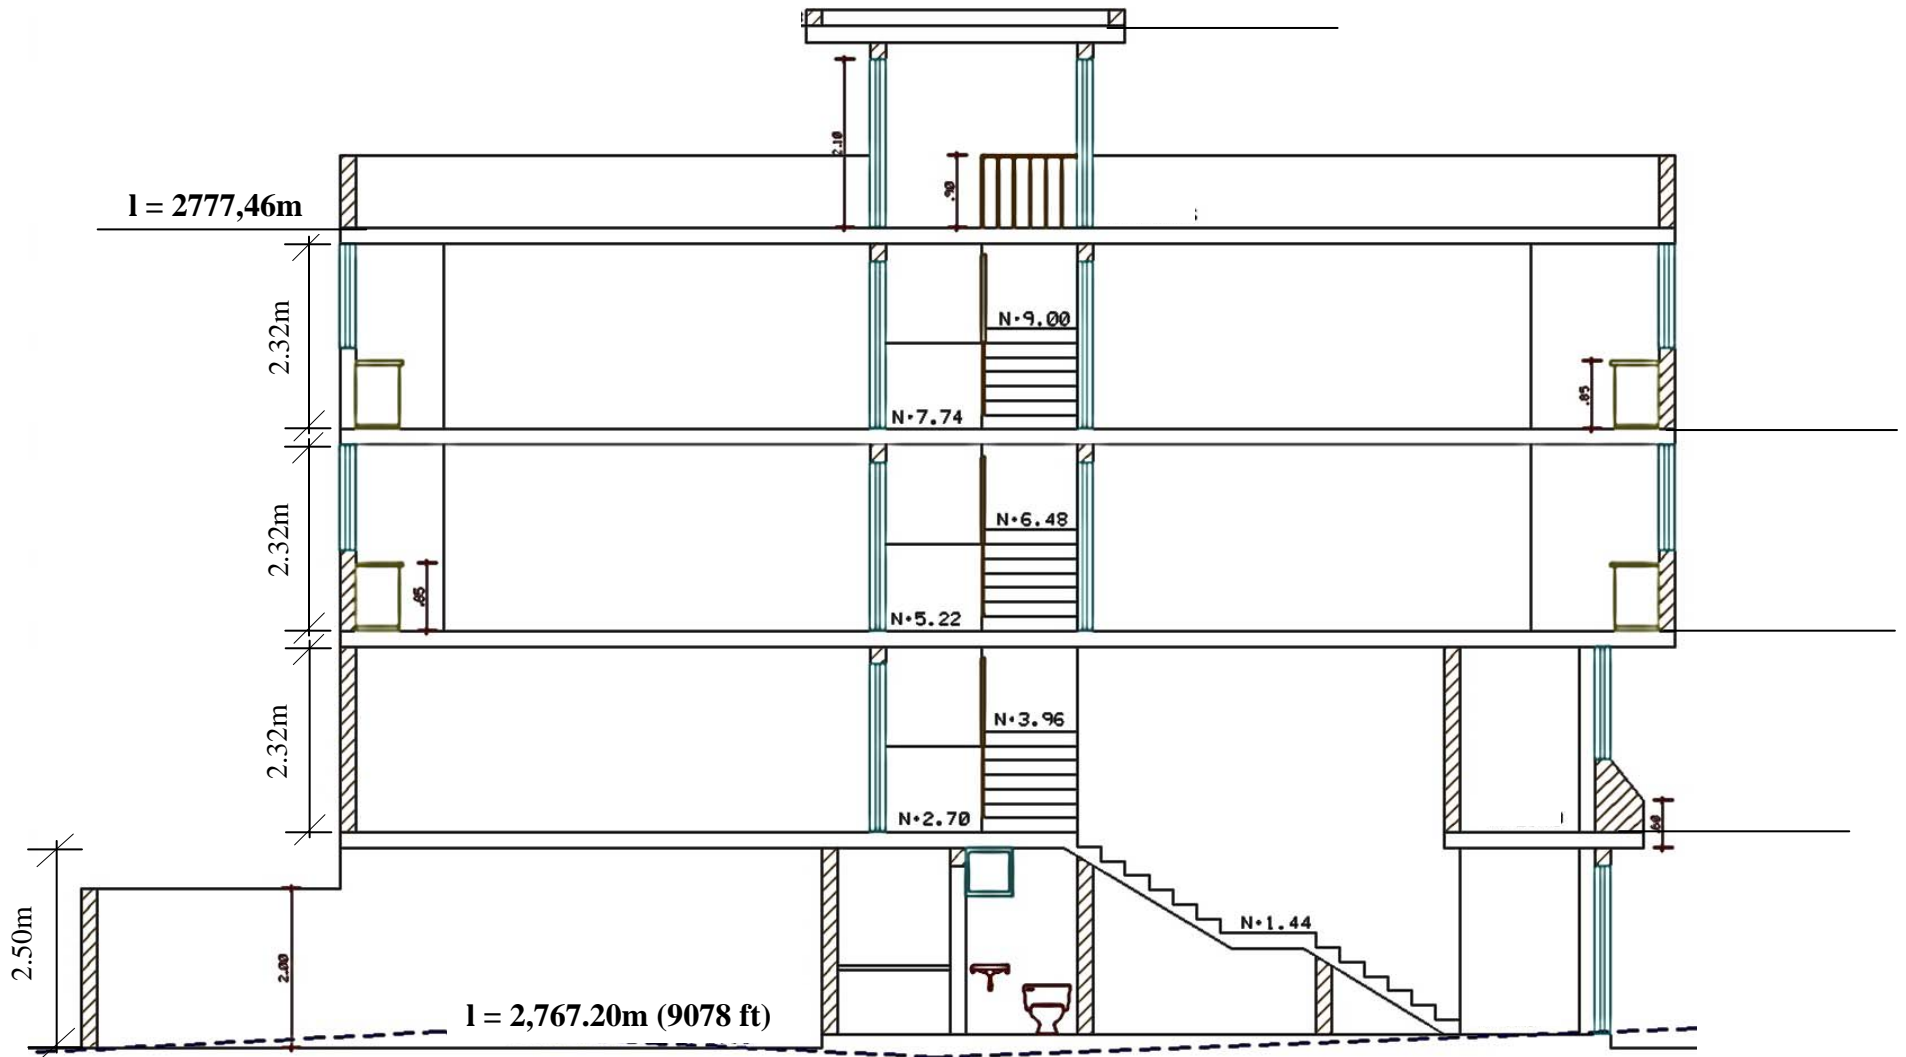 2.10
.90
l = 2777,46m
2.32m
N+9.00
.85
N+7.74
2.32m
N+6.48
.85
N+5.22
2.32m
N+3.96
N+2.70
.60
2.50m
N+1.44
2.00
l = 2,767.20m (9078 ft)